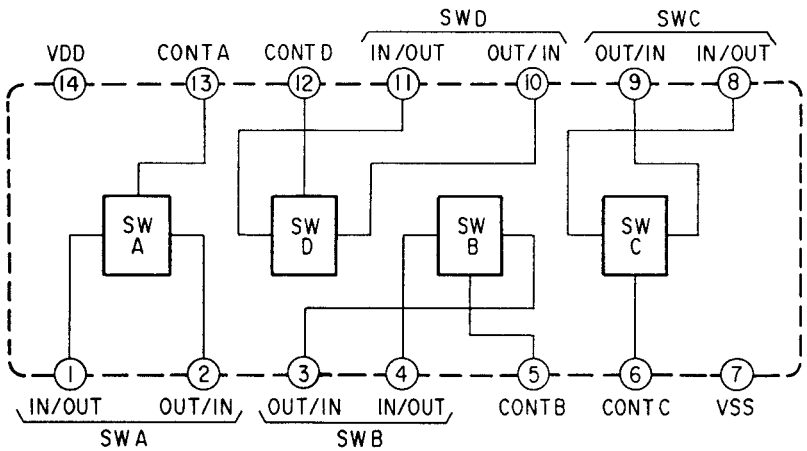 SWD SWC
VDD CONTA CONTD IN/OUT OUT/IN OUT/IN IN/OUT
14 13 12 11 10 9 8
SW SW SW SW
A D B C
1 2 3 4 5 6 7
IN/OUT OUT/IN OUT/IN IN/OUT CONTB CONTC VSS
SWA SWB